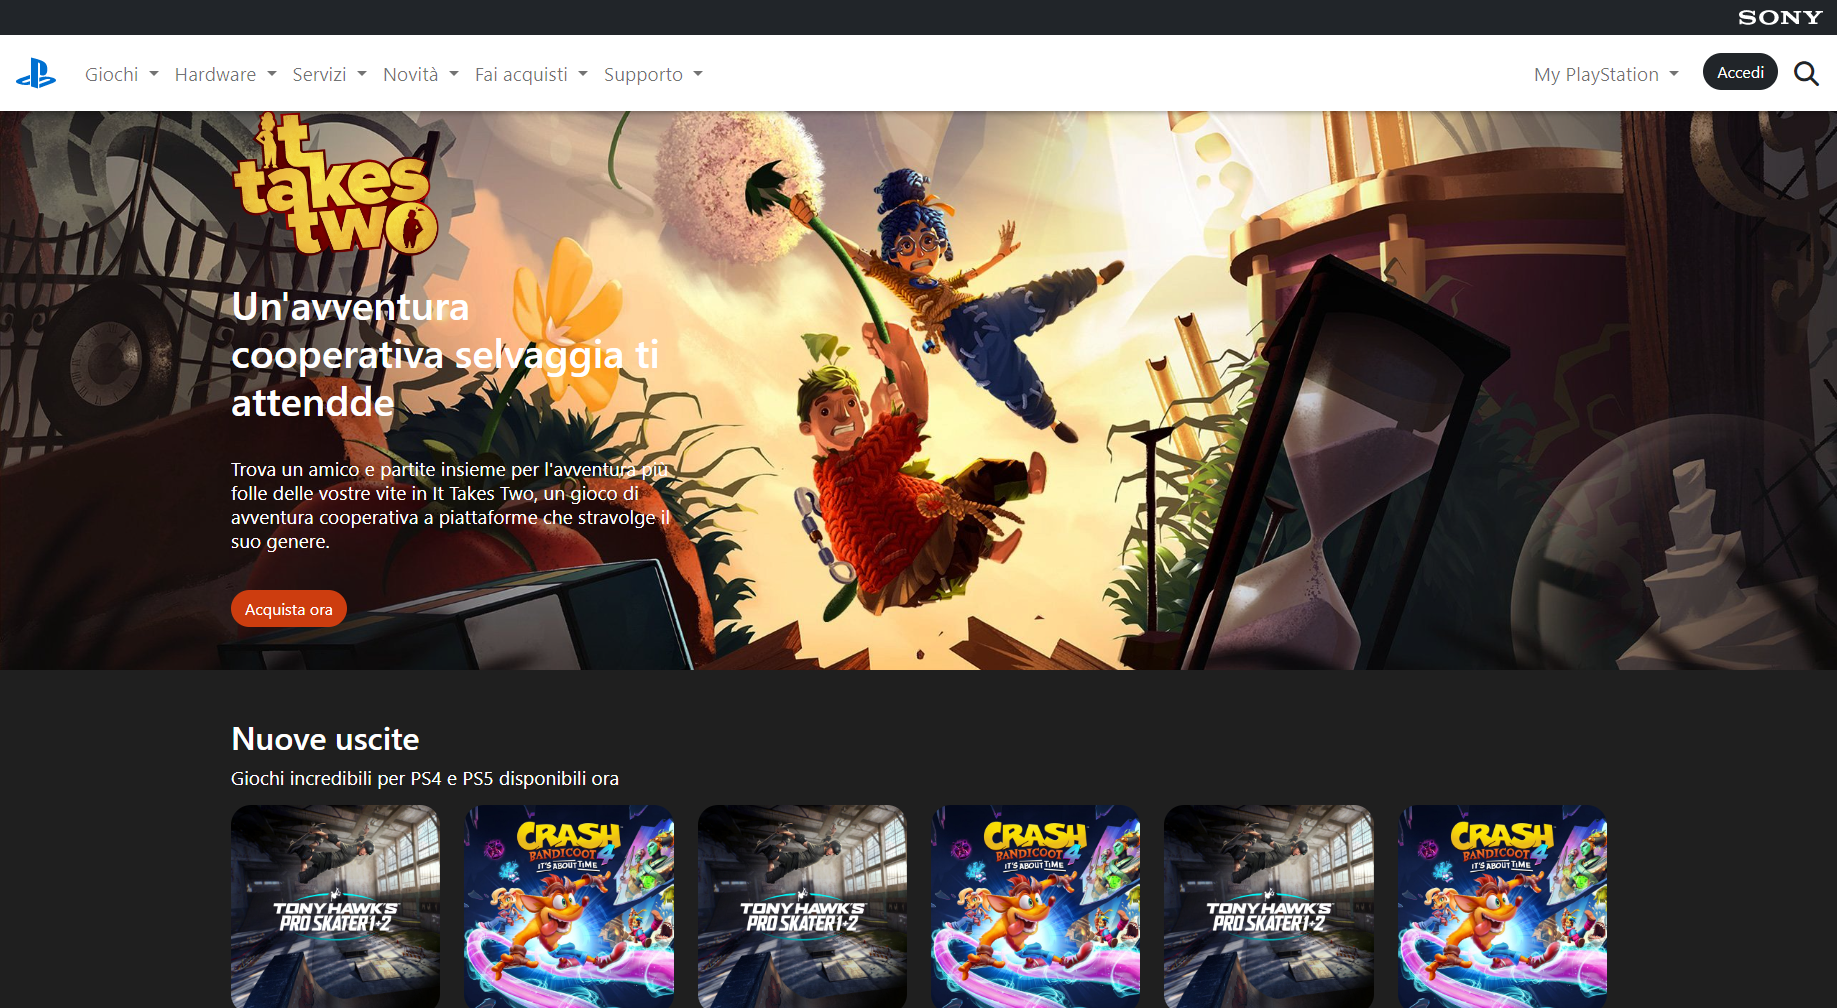 SONY
Giochi Hardware Servizi Novità Fai acquisti Supporto My PlayStation Accedi
it
takes
two
Un'avventura
cooperativa selvaggia ti
attendde
Trova un amico e partite insieme per l'avventura più
folle delle vostre vite in It Takes Two, un gioco di
avventura cooperativa a piattaforme che stravolge il
suo genere.
Acquista ora
Nuove uscite
Giochi incredibili per PS4 e PS5 disponibili ora
TONY HAWK'S
PRO SKATER 1+2
CRASH
BANDICOOT 4
IT'S ABOUT TIME
TONY HAWK'S
PRO SKATER 1+2
CRASH
BANDICOOT 4
IT'S ABOUT TIME
TONY HAWK'S
PRO SKATER 1+2
CRASH
BANDICOOT 4
IT'S ABOUT TIME